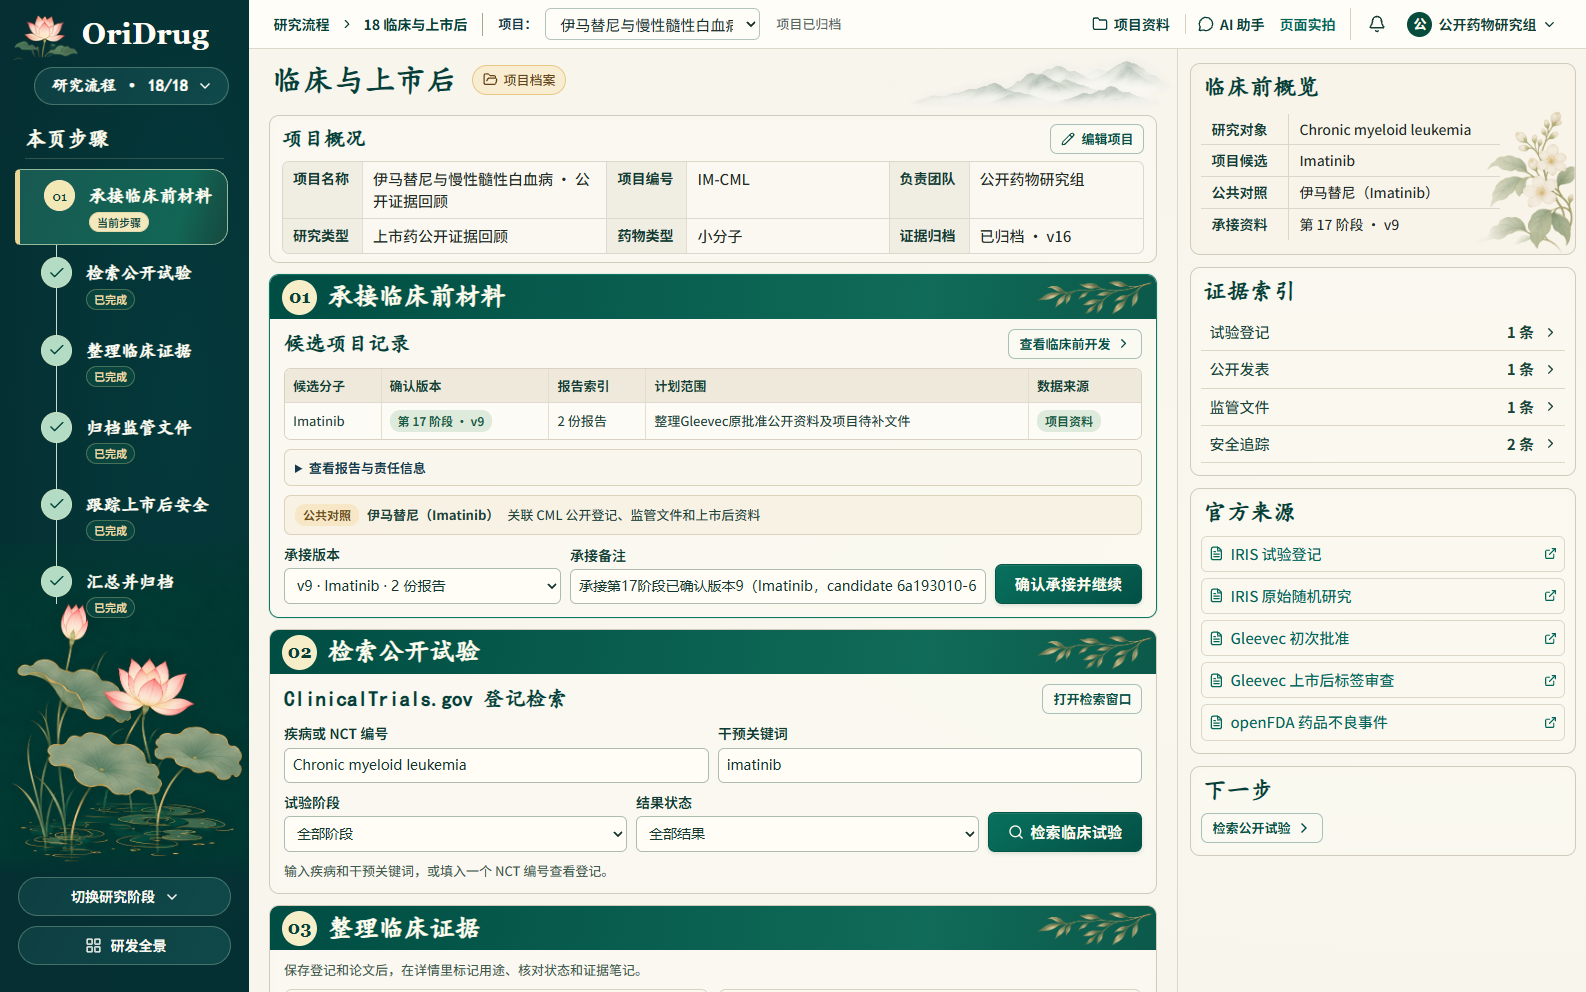 OriDrug
研究流程 • 18/18
本页步骤
01 承接临床前材料
当前步骤
检索公开试验
已完成
整理临床证据
已完成
归档监管文件
已完成
跟踪上市后安全
已完成
汇总并归档
已完成
切换研究阶段
研发全景
研究流程 > 18 临床与上市后
项目：
伊马替尼与慢性髓性白血病
项目已归档
项目资料
AI 助手
页面实拍
公 公开药物研究组
临床与上市后
项目档案
项目概况
编辑项目
项目名称 伊马替尼与慢性髓性白血病 • 公开证据回顾 项目编号 IM-CML 负责团队 公开药物研究组
研究类型 上市药公开证据回顾 药物类型 小分子 证据归档 已归档 • v16
01 承接临床前材料
候选项目记录
查看临床前开发
候选分子 确认版本 报告索引 计划范围 数据来源
Imatinib 第 17 阶段 • v9 2 份报告 整理Gleevec原批准公开资料及项目待补文件 项目资料
▶ 查看报告与责任信息
公共对照 伊马替尼（Imatinib） 关联 CML 公开登记、监管文件和上市后资料
承接版本
v9 · Imatinib · 2 份报告
承接备注
承接第17阶段已确认版本9（Imatinib，candidate 6a193010-6
确认承接并继续
02 检索公开试验
ClinicalTrials.gov 登记检索
打开检索窗口
疾病或 NCT 编号
Chronic myeloid leukemia
干预关键词
imatinib
试验阶段
全部阶段
结果状态
全部结果
检索临床试验
输入疾病和干预关键词，或填入一个 NCT 编号查看登记。
03 整理临床证据
保存登记和论文后，在详情里标记用途、核对状态和证据笔记。
临床前概览
研究对象 Chronic myeloid leukemia
项目候选 Imatinib
公共对照 伊马替尼（Imatinib）
承接资料 第 17 阶段 • v9
证据索引
试验登记 1 条
公开发表 1 条
监管文件 1 条
安全追踪 2 条
官方来源
IRIS 试验登记
IRIS 原始随机研究
Gleevec 初次批准
Gleevec 上市后标签审查
openFDA 药品不良事件
下一步
检索公开试验